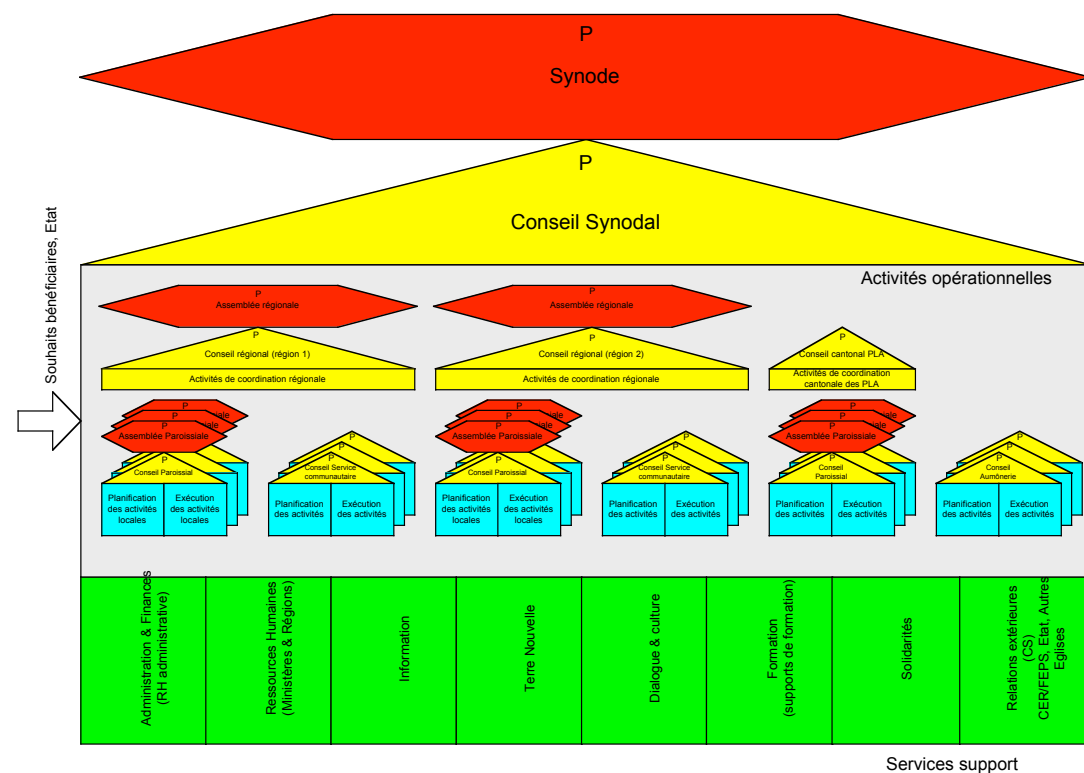 P
Synode
P
Conseil Synodal
Souhaits bénéficiaires, Etat
Activités opérationnelles
P
Assemblée régionale
P
Assemblée régionale
P
Conseil régional (région 1)
Activités de coordination régionale
P
Conseil régional (région 2)
Activités de coordination régionale
P
Conseil cantonal PLA
Activités de coordination
cantonale des PLA
P
P
P
Assemblée Paroissiale
P
Conseil Paroissial
Planification
des activités
locales
Exécution
des activités
locales
P
P
P
Conseil Service
communautaire
Planification
des activités
Exécution
des activités
P
P
P
Assemblée Paroissiale
P
Conseil Paroissial
Planification
des activités
locales
Exécution
des activités
locales
P
P
P
Conseil Service
communautaire
Planification
des activités
Exécution
des activités
P
P
P
Assemblée Paroissiale
P
Conseil
Paroissial
Planification
des activités
Exécution
des activités
P
P
P
Conseil
Aumônerie
Planification
des activités
Exécution
des activités
Administration & Finances
(RH administrative)
Ressources Humaines
(Ministères & Régions)
Information
Terre Nouvelle
Dialogue & culture
Formation
(supports de formation)
Solidarités
Relations extérieures
(CS)
CER/FEPS, Etat, Autres
Eglises
Services support